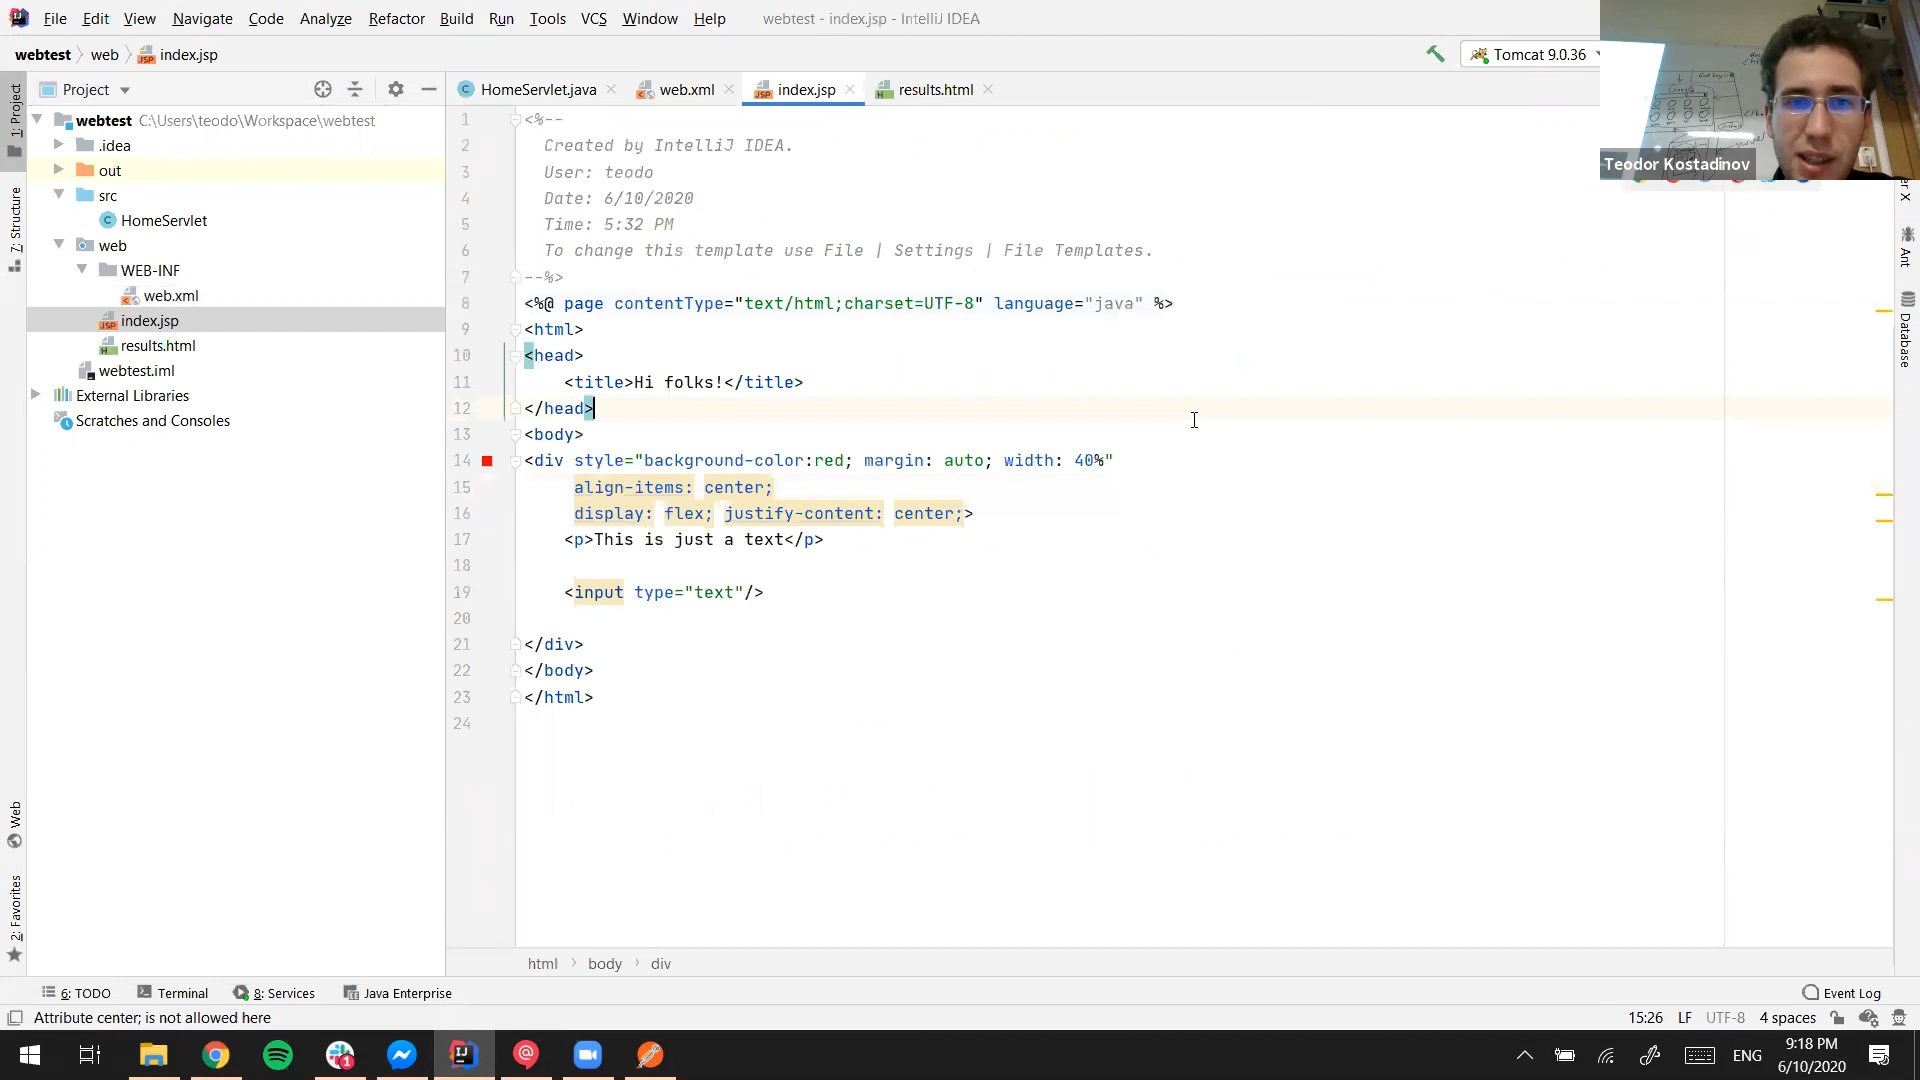 File Edit View Navigate Code Analyze Refactor Build Run Tools VCS Window Help webtest - index.jsp - IntelliJ IDEA
webtest web index.jsp Tomcat 9.0.36
Project HomeServlet.java web.xml index.jsp results.html
1: Project
7: Structure
Web
2: Favorites
webtest C:\Users\teodo\Workspace\webtest
.idea
out
src
HomeServlet
web
WEB-INF
web.xml
index.jsp
results.html
webtest.iml
External Libraries
Scratches and Consoles
1 <%--
2 Created by IntelliJ IDEA.
3 User: teodo
4 Date: 6/10/2020
5 Time: 5:32 PM
6 To change this template use File | Settings | File Templates.
7 --%>
8 <%@ page contentType="text/html;charset=UTF-8" language="java" %>
9 <html>
10 <head>
11 <title>Hi folks!</title>
12 </head>
13 <body>
14 <div style="background-color:red; margin: auto; width: 40%"
15 align-items: center;
16 display: flex; justify-content: center;>
17 <p>This is just a text</p>
18
19 <input type="text"/>
20
21 </div>
22 </body>
23 </html>
24
Teodor Kostadinov
Ant
Database
html body div
6: TODO Terminal 8: Services Java Enterprise Event Log
Attribute center; is not allowed here 15:26 LF UTF-8 4 spaces
ENG 9:18 PM
6/10/2020